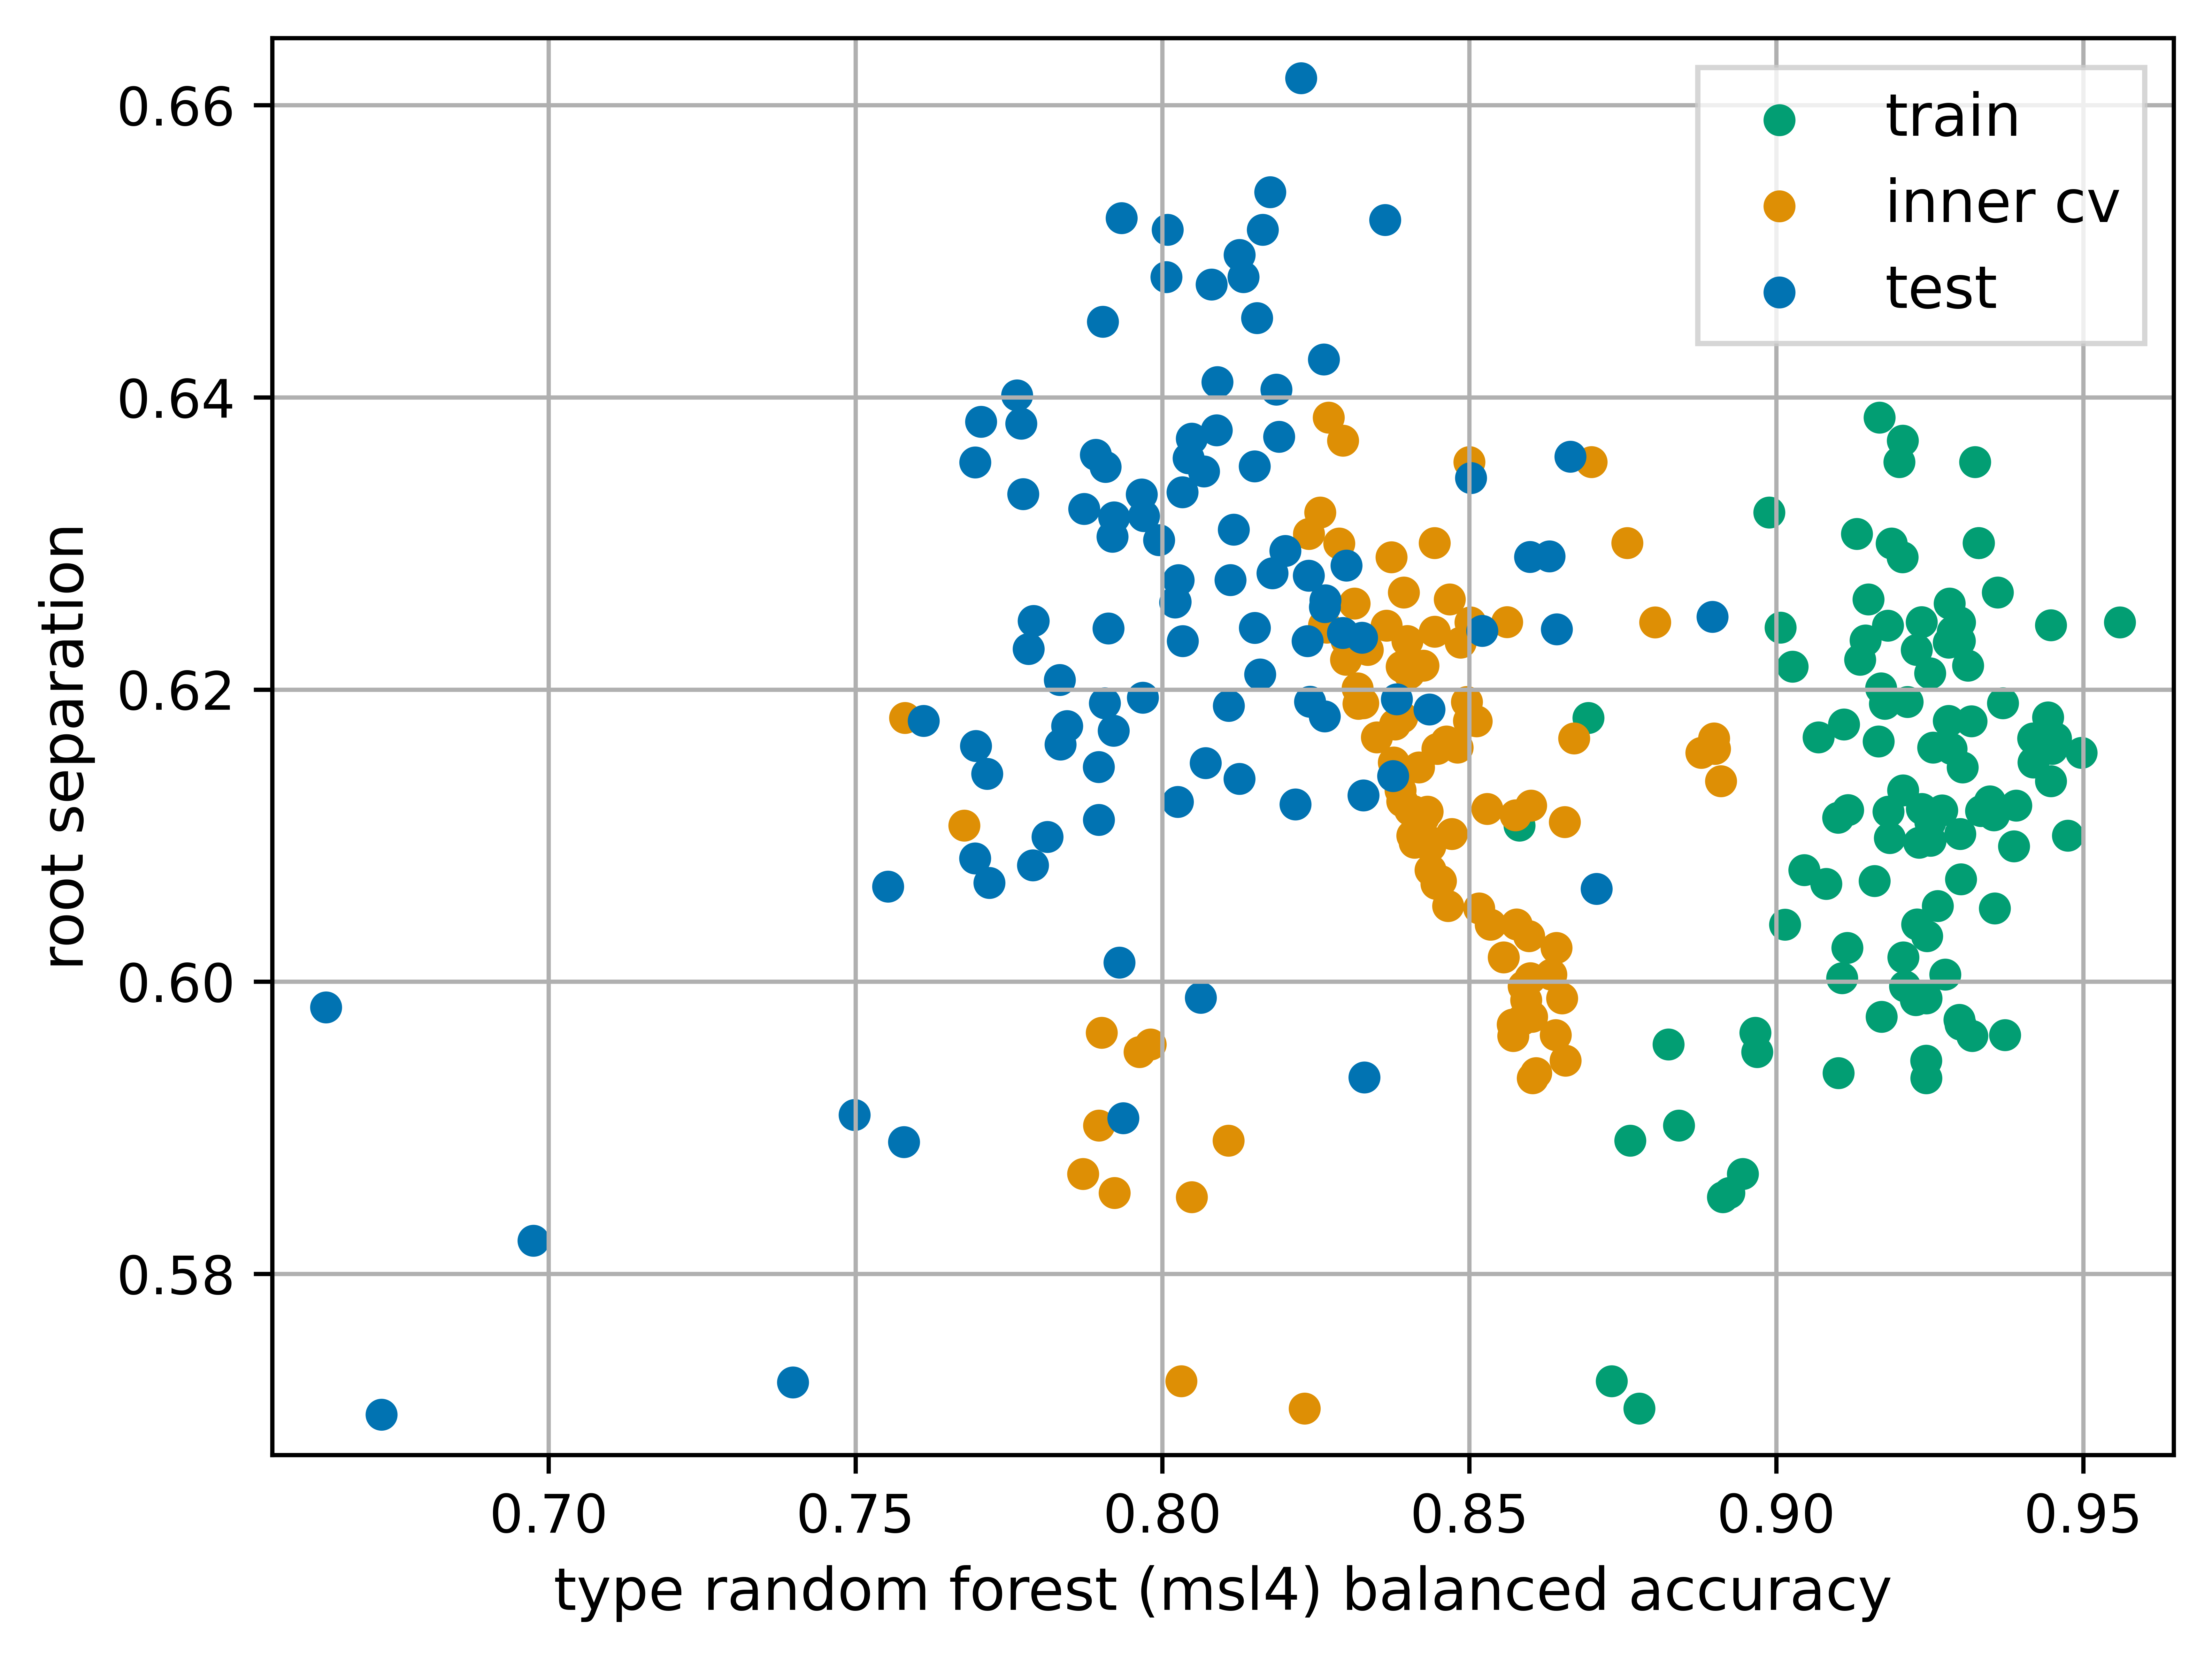 0.66
0.64
0.62
0.60
0.58
root separation
train
inner cv
test
0.70 0.75 0.80 0.85 0.90 0.95
type random forest (msl4) balanced accuracy